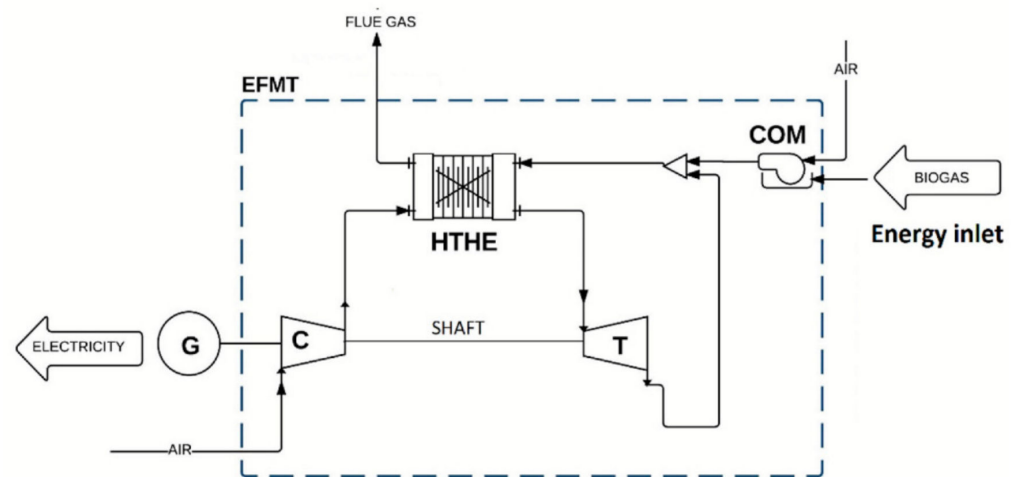 FLUE GAS
EFMT
AIR
COM
BIOGAS
Energy inlet
HTHE
SHAFT
ELECTRICITY
G
C
T
AIR